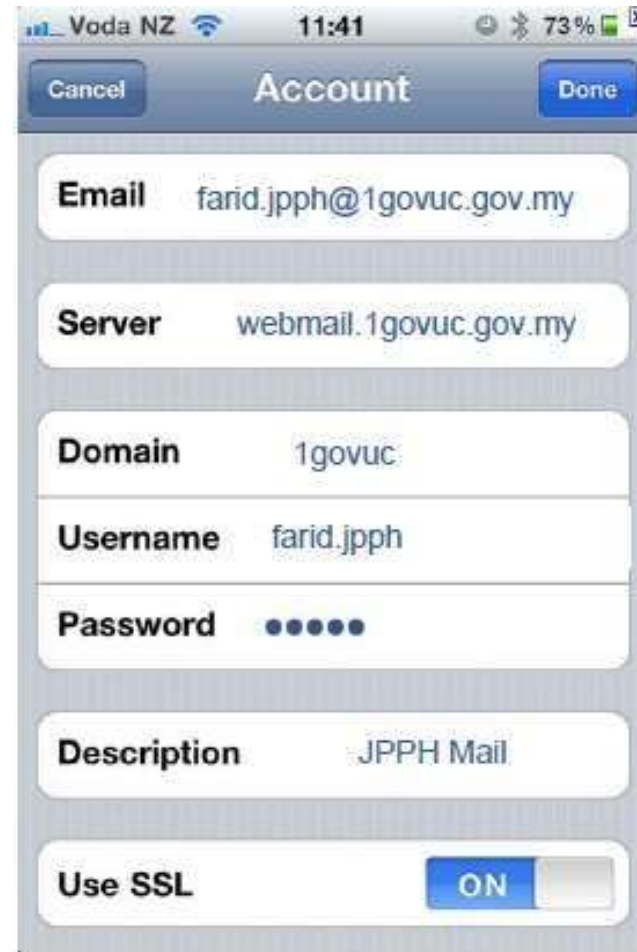 Voda NZ 11:41 73%
Cancel Account Done
Email farid.jpph@1govuc.gov.my
Server webmail.1govuc.gov.my
Domain 1govuc
Username farid.jpph
Password •••••
Description JPPH Mail
Use SSL ON